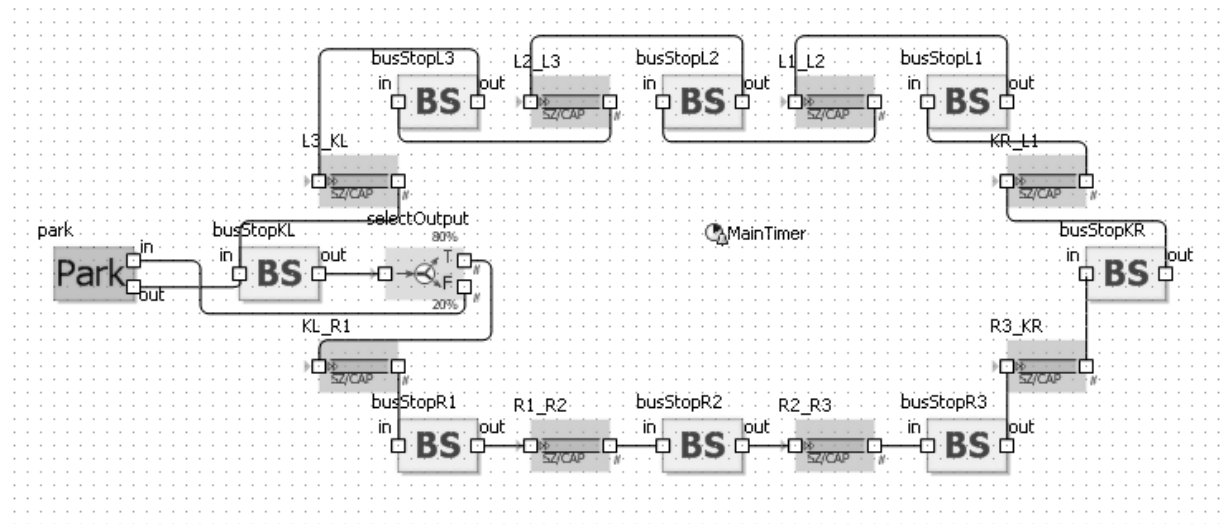 busStopL3 L2_L3 busStopL2 L1_L2 busStopL1
in BS out SZ/CAP in BS out SZ/CAP in BS out
L3_KL KR_L1
SZ/CAP SZ/CAP
park busStopKL selectOutput MainTimer busStopKR
Park in out in BS out 80% T F 20% in BS out
KL_R1 R3_KR
SZ/CAP SZ/CAP
busStopR1 R1_R2 busStopR2 R2_R3 busStopR3
in BS out SZ/CAP in BS out SZ/CAP in BS out